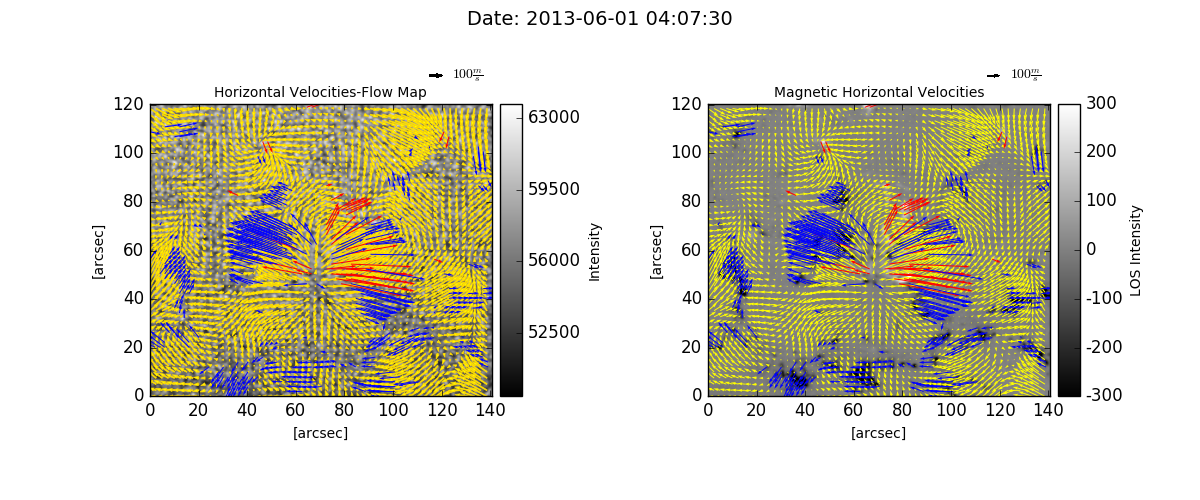 Date: 2013-06-01 04:07:30
100 m/s
100 m/s
Horizontal Velocities-Flow Map
Magnetic Horizontal Velocities
120
100
80
60
40
20
0
[arcsec]
0 20 40 60 80 100 120 140
[arcsec]
63000
59500
56000
52500
Intensity
120
100
80
60
40
20
0
[arcsec]
0 20 40 60 80 100 120 140
[arcsec]
300
200
100
0
-100
-200
-300
LOS Intensity